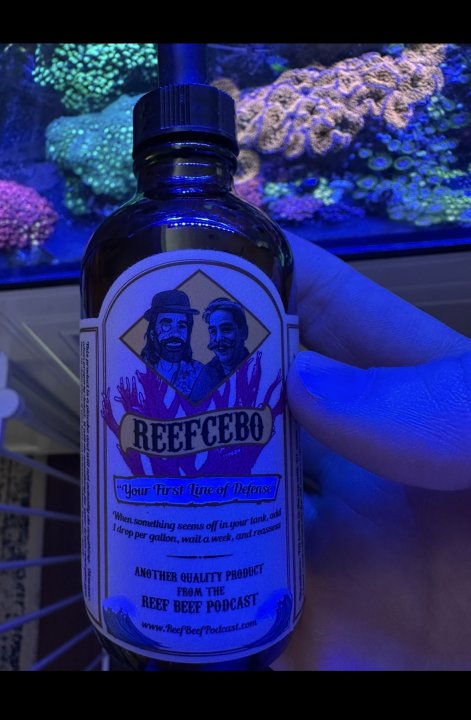 REEFCEBO
"Your First Line of Defense"
When something seems off in your tank, add
1 drop per gallon, wait a week, and reassess
ANOTHER QUALITY PRODUCT
FROM THE
REEF BEEF PODCAST
www.ReefBeefPodcast.com